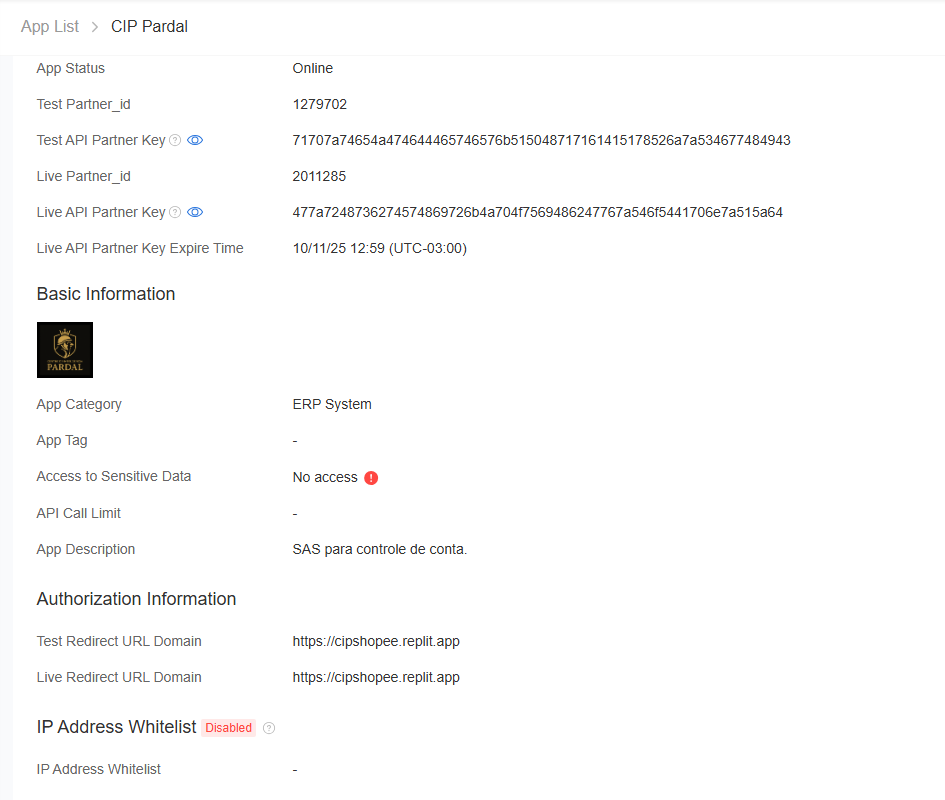 App List > CIP Pardal
App Status Online
Test Partner_id 1279702
Test API Partner Key ? 71707a74654a474644465746576b515048717161415178526a7a534677484943
Live Partner_id 2011285
Live API Partner Key ? 477a7248736274574869726b4a704f7569486247767a546f5441706e7a515a64
Live API Partner Key Expire Time 10/11/25 12:59 (UTC-03:00)
Basic Information
PARDAL
App Category ERP System
App Tag -
Access to Sensitive Data No access !
API Call Limit -
App Description SAS para controle de conta.
Authorization Information
Test Redirect URL Domain https://cipshopee.replit.app
Live Redirect URL Domain https://cipshopee.replit.app
IP Address Whitelist Disabled ?
IP Address Whitelist -